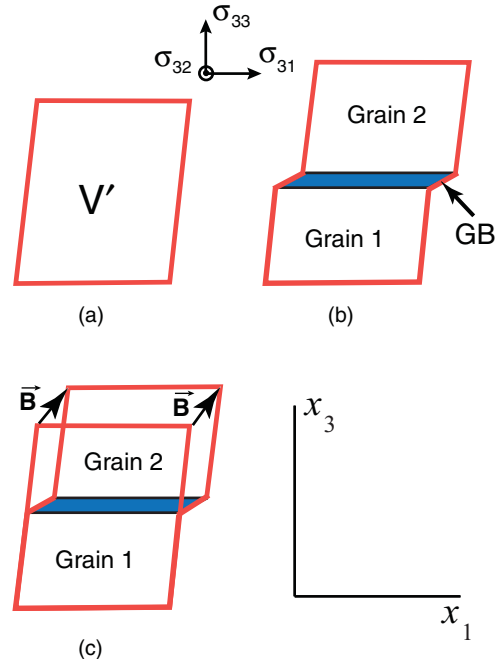 σ₃₃
σ₃₂ σ₃₁
V′
Grain 2
Grain 1
GB
(a)
(b)
B⃗ B⃗
Grain 2
Grain 1
(c)
x₃
x₁